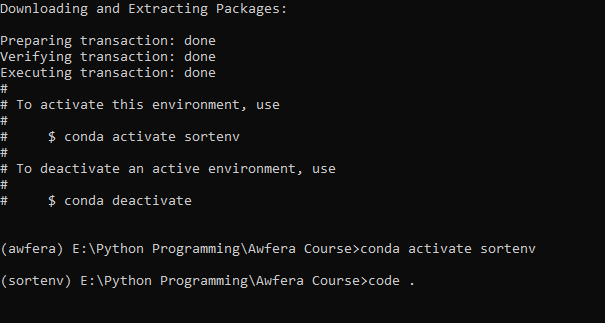 Downloading and Extracting Packages:
Preparing transaction: done
Verifying transaction: done
Executing transaction: done
#
# To activate this environment, use
#
#     $ conda activate sortenv
#
# To deactivate an active environment, use
#
#     $ conda deactivate
(awfera) E:\Python Programming\Awfera Course>conda activate sortenv
(sortenv) E:\Python Programming\Awfera Course>code .